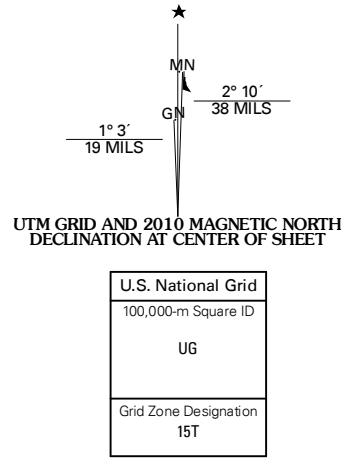 MN
2° 10´
38 MILS
GN
1° 3´
19 MILS
UTM GRID AND 2010 MAGNETIC NORTH
DECLINATION AT CENTER OF SHEET
U.S. National Grid
100,000-m Square ID
UG
Grid Zone Designation
15T